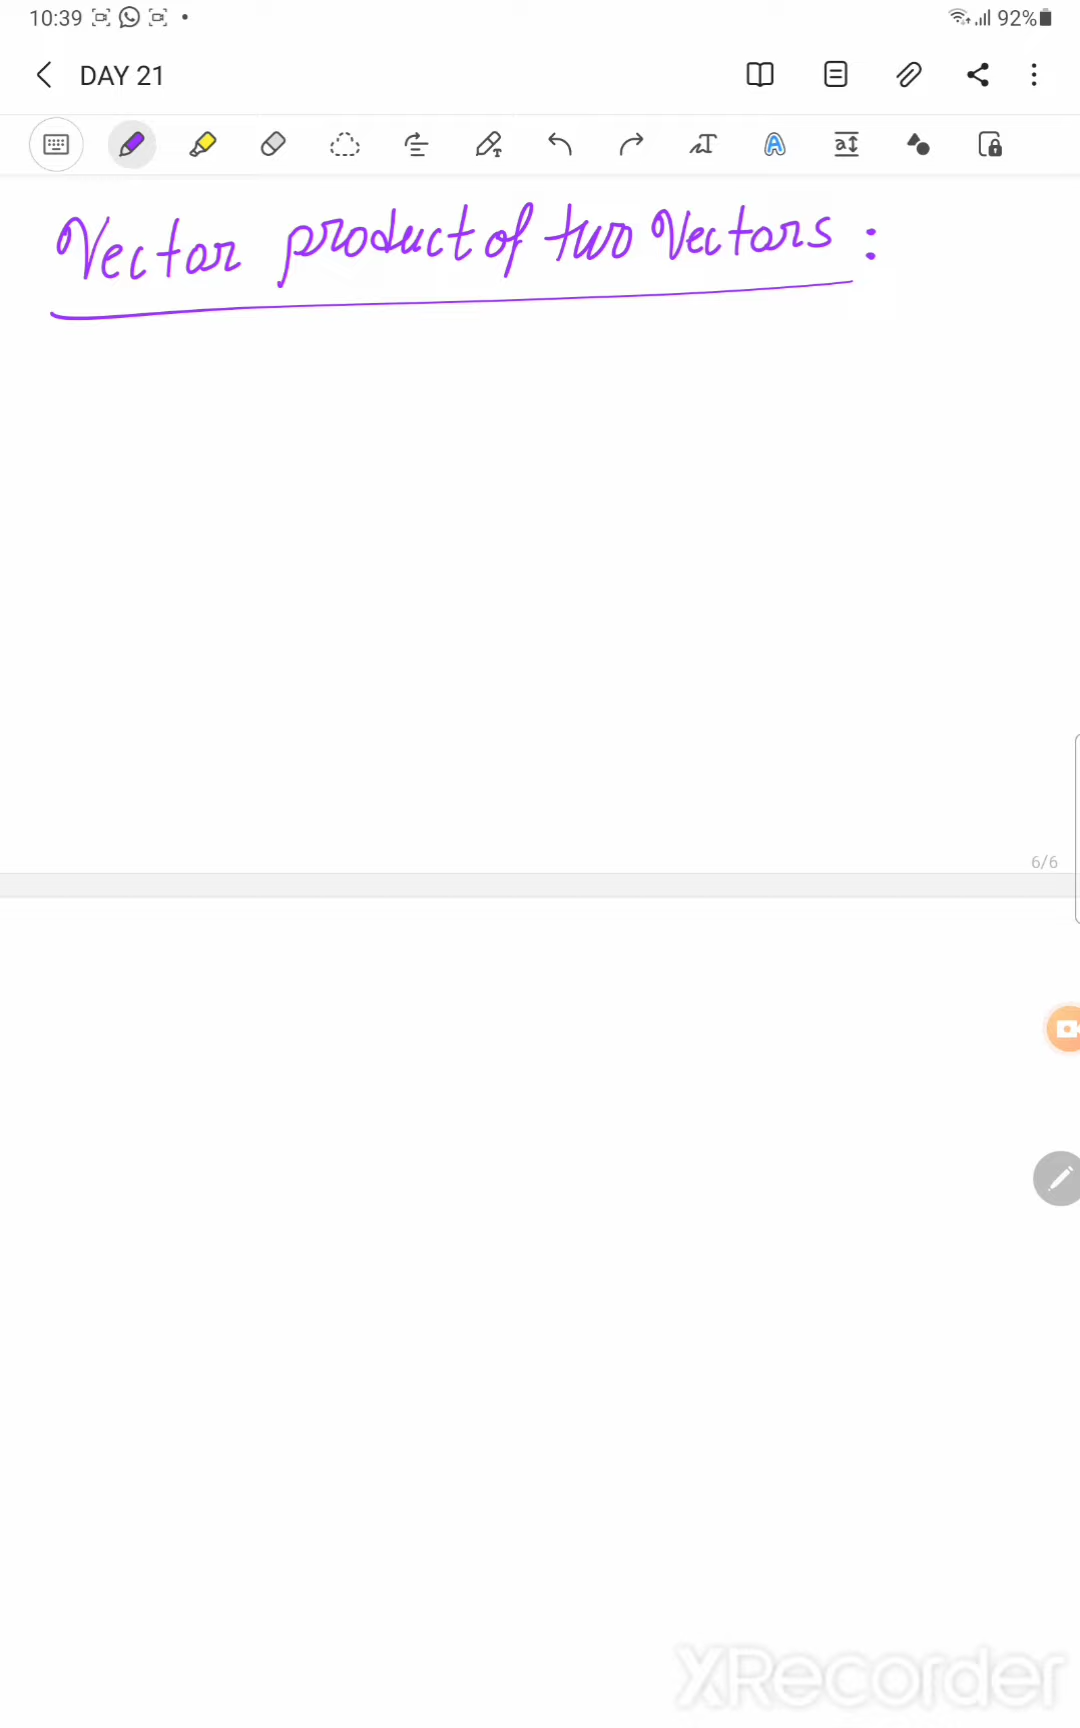 10:39
92%
DAY 21
Vector product of two Vectors :
6/6
XRecorder